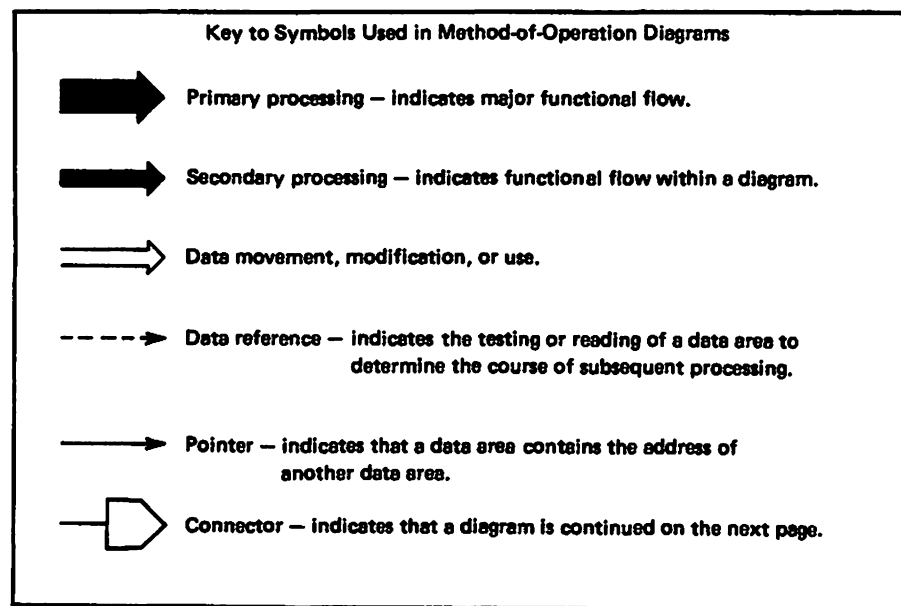 Key to Symbols Used in Method-of-Operation Diagrams
Primary processing — indicates major functional flow.
Secondary processing — indicates functional flow within a diagram.
Data movement, modification, or use.
Data reference — indicates the testing or reading of a data area to
determine the course of subsequent processing.
Pointer — indicates that a data area contains the address of
another data area.
Connector — indicates that a diagram is continued on the next page.